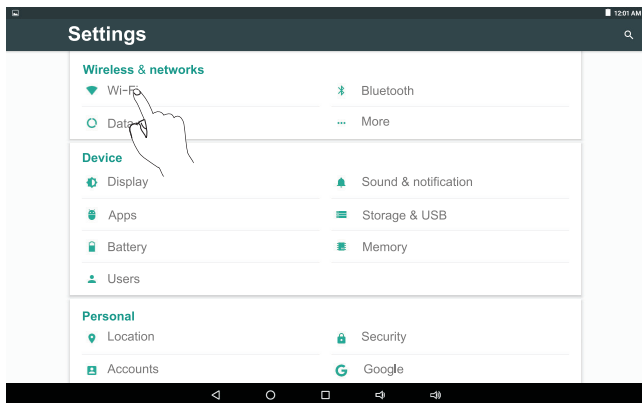 12:01 AM
Settings
Wireless & networks
Wi-Fi
Bluetooth
Data
More
Device
Display
Sound & notification
Apps
Storage & USB
Battery
Memory
Users
Personal
Location
Security
Accounts
Google